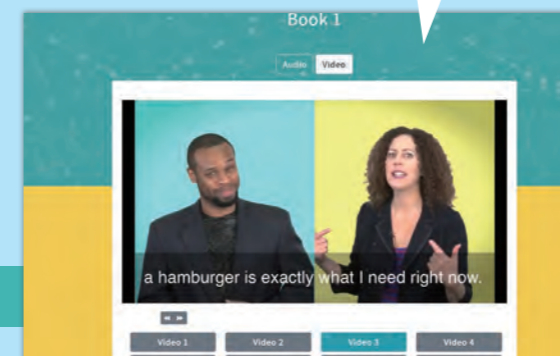 Book 1
Audio Video
a hamburger is exactly what I need right now.
Video 1 Video 2 Video 3 Video 4